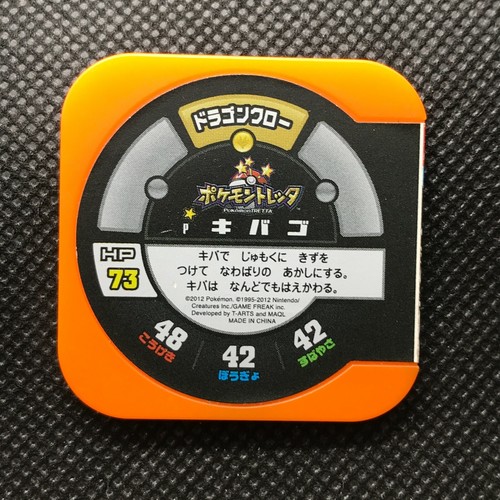 ドラゴンクロー
ポケモントレッタ
PokémonTRETTA
P キバゴ
HP
73
キバで じゅもくに きずを
つけて なわばりの あかしにする。
キバは なんどでもはえかわる。
©2012 Pokémon. ©1995-2012 Nintendo/
Creatures Inc./GAME FREAK inc.
Developed by T-ARTS and MAQL
MADE IN CHINA
48
こうげき
42
ぼうぎょ
42
すばやさ